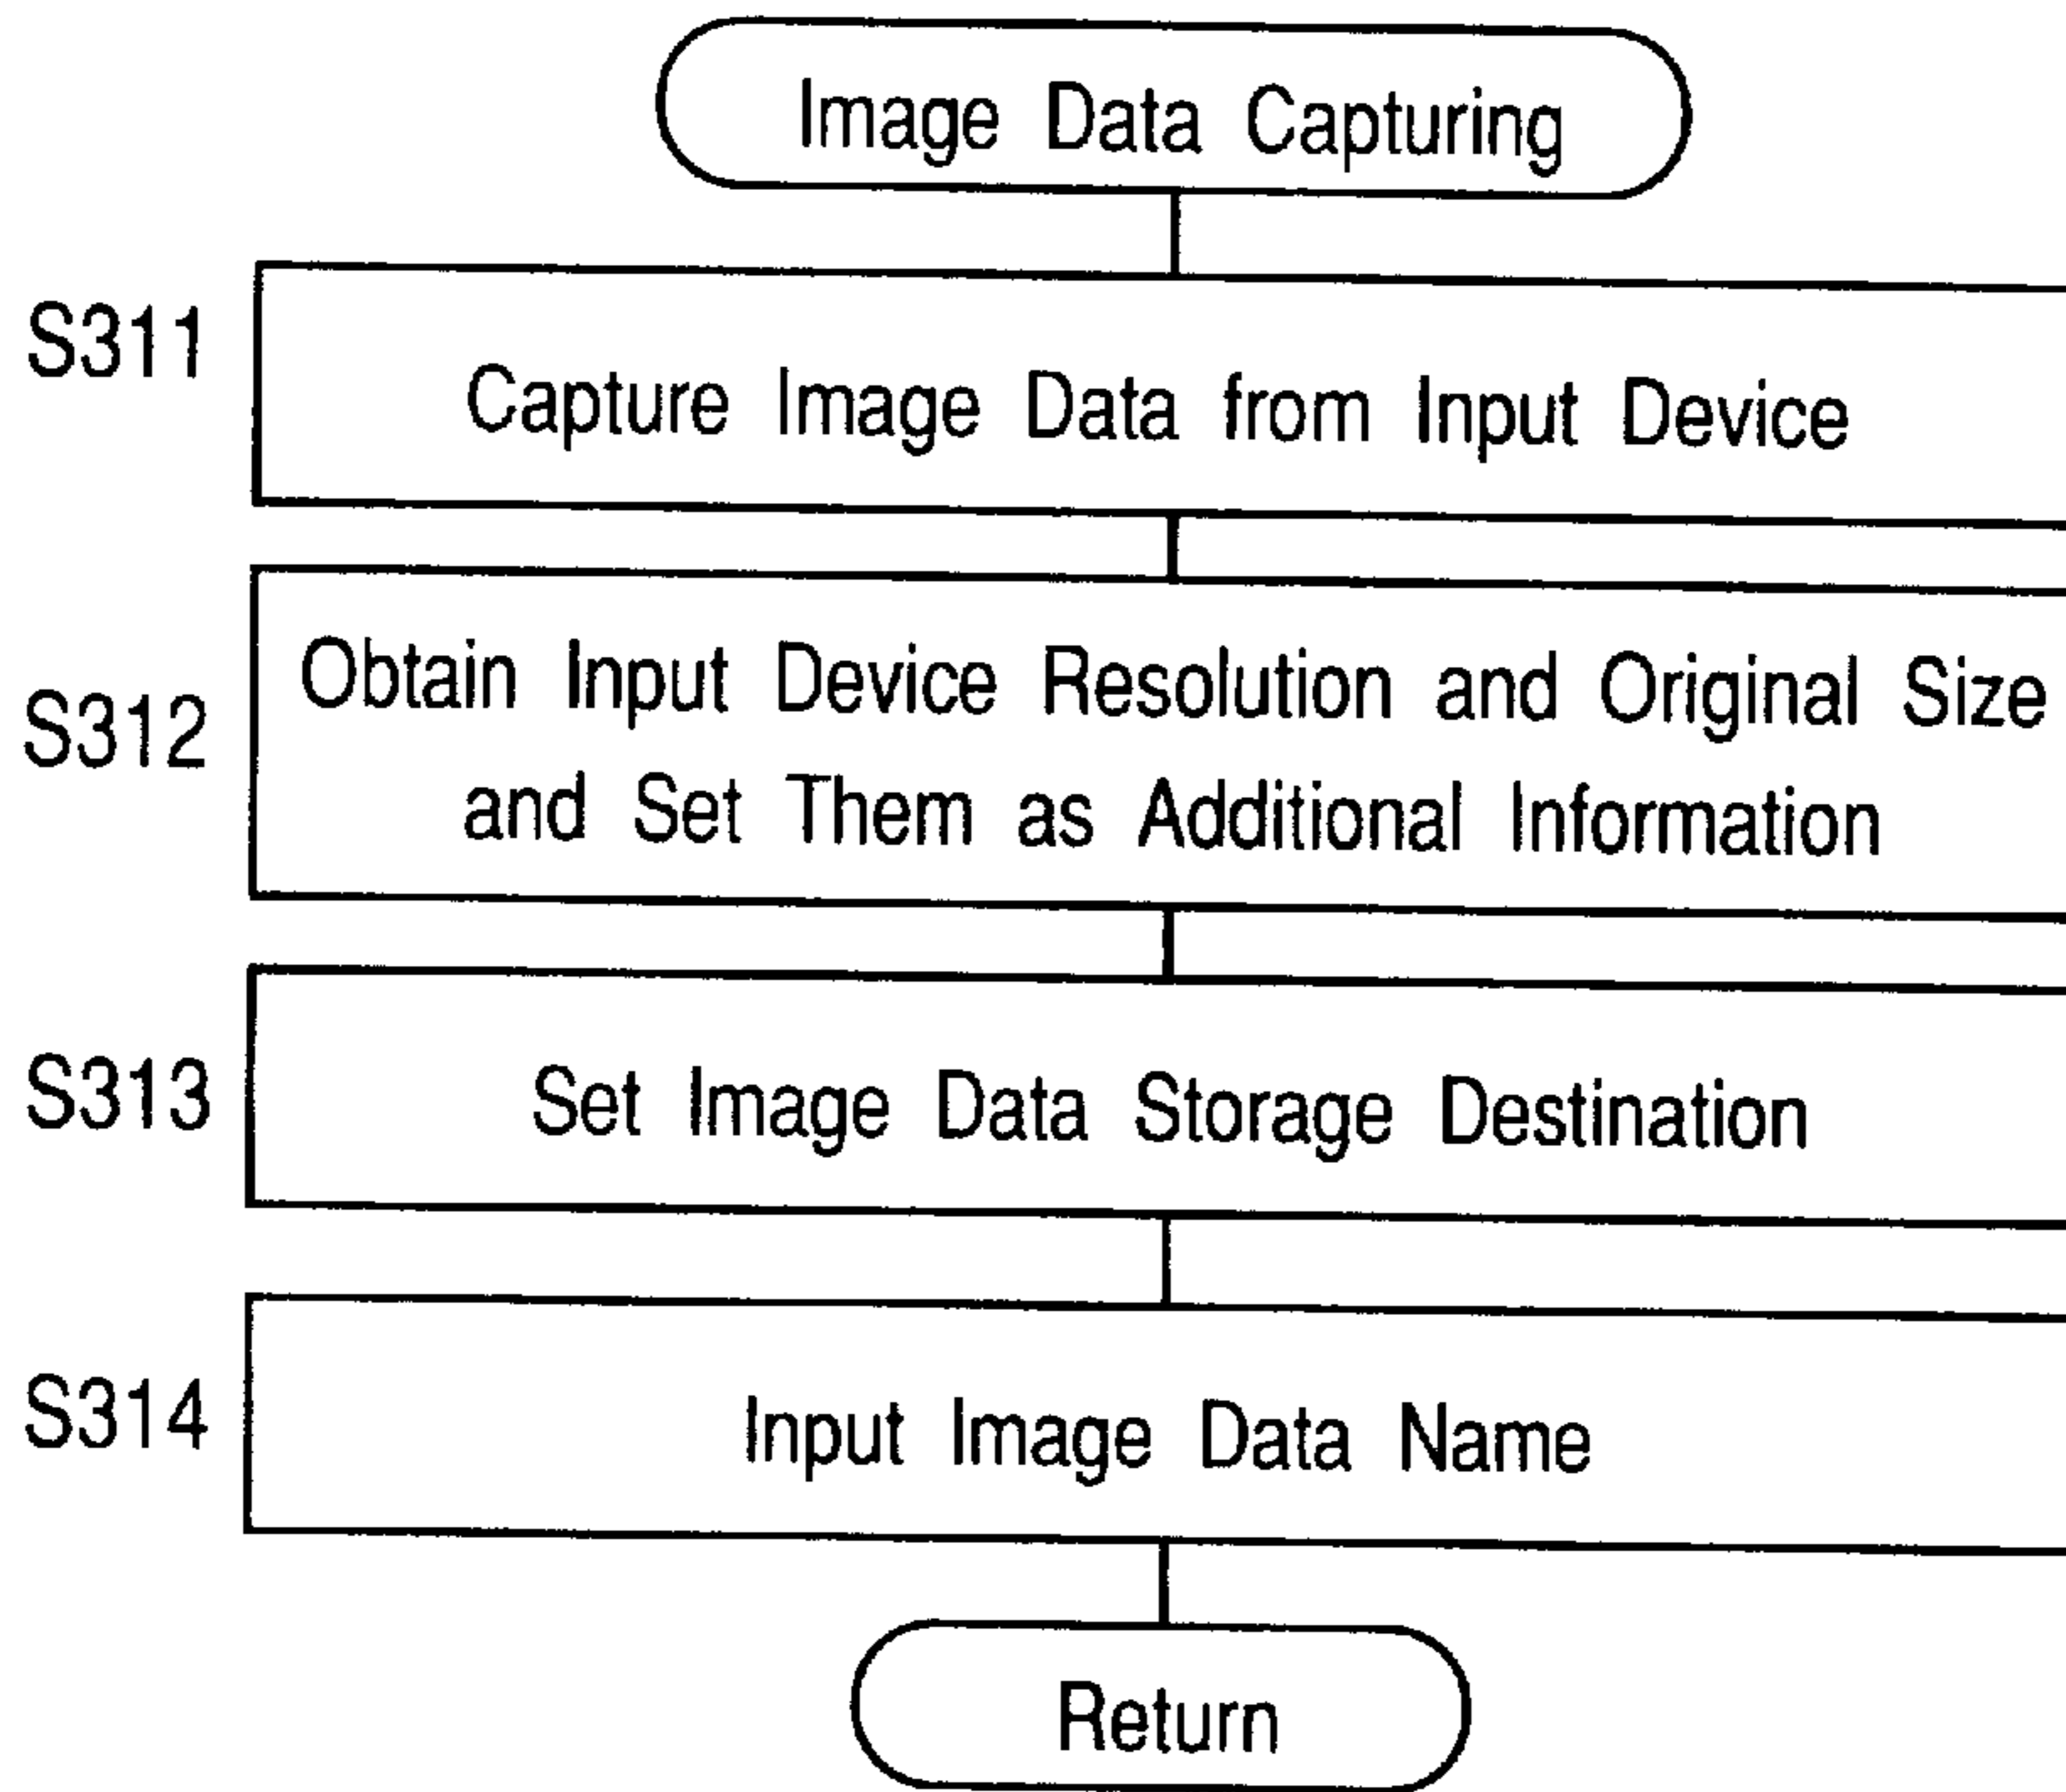 Image Data Capturing
S311
Capture Image Data from Input Device
S312
Obtain Input Device Resolution and Original Size
and Set Them as Additional Information
S313
Set Image Data Storage Destination
S314
Input Image Data Name
Return